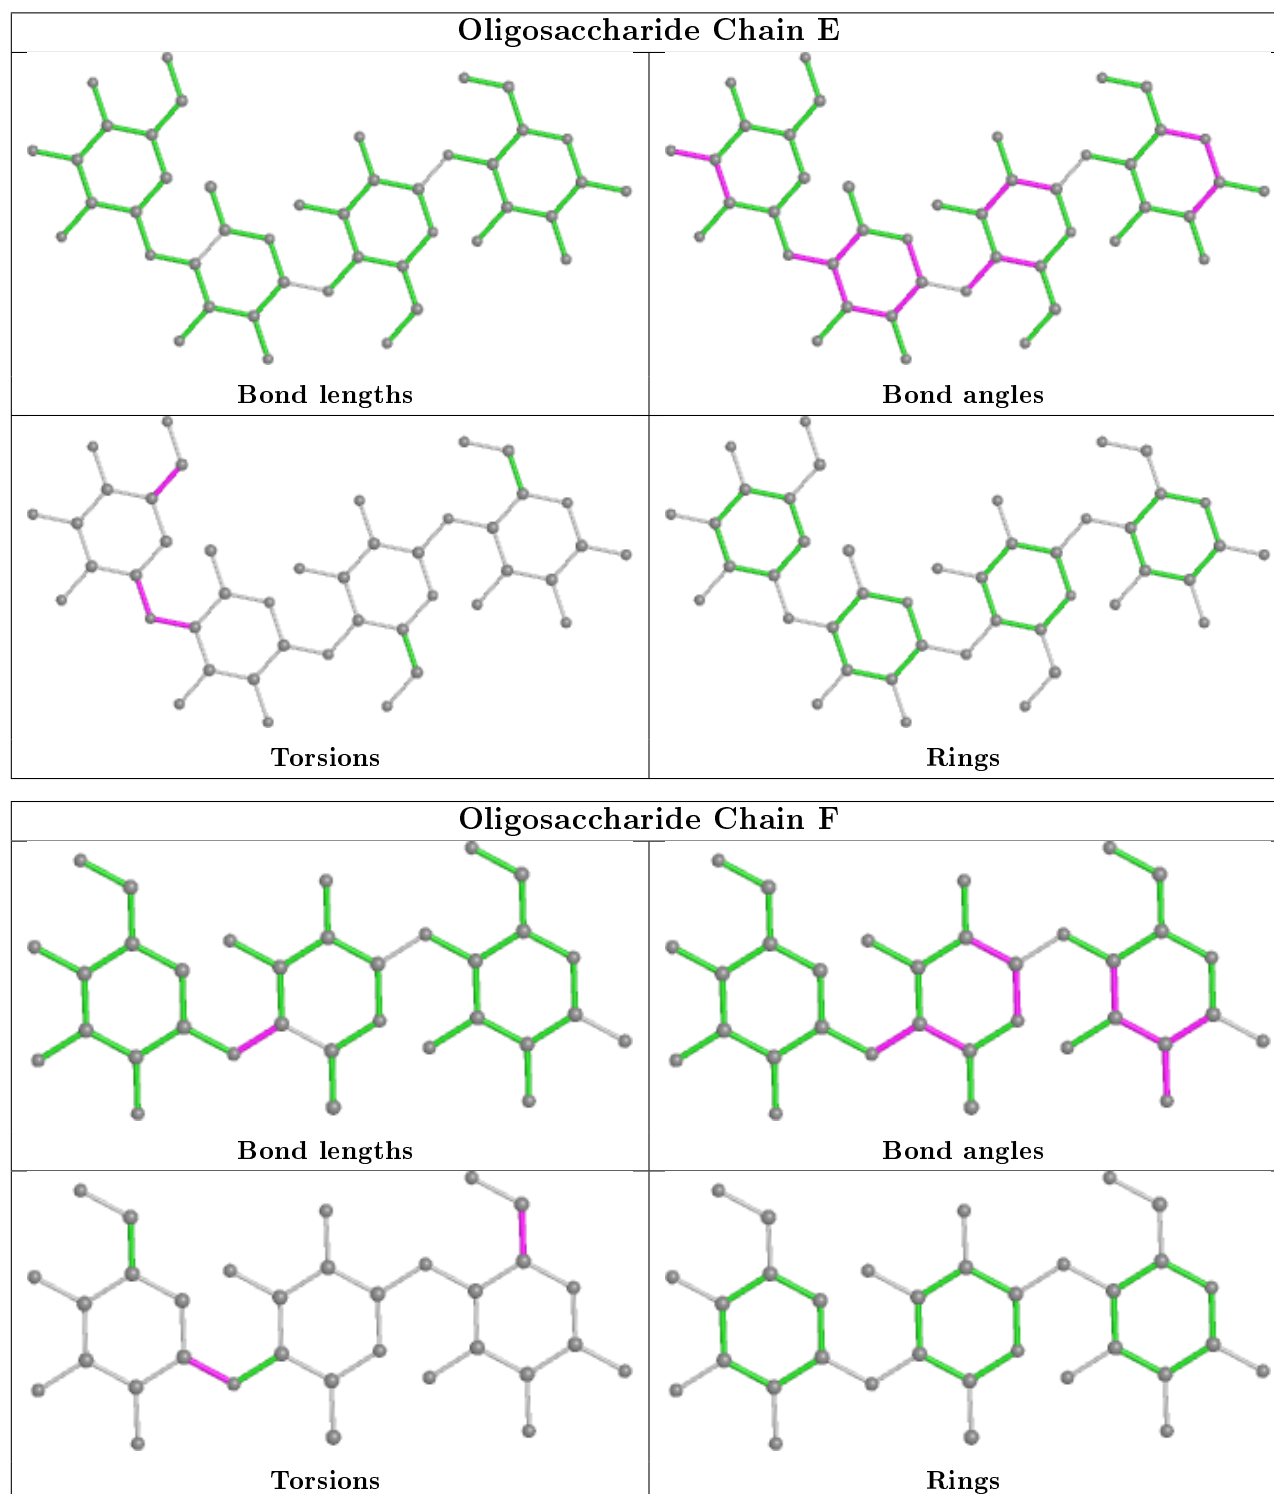 Oligosaccharide Chain E
Bond lengths
Bond angles
Torsions
Rings
Oligosaccharide Chain F
Bond lengths
Bond angles
Torsions
Rings